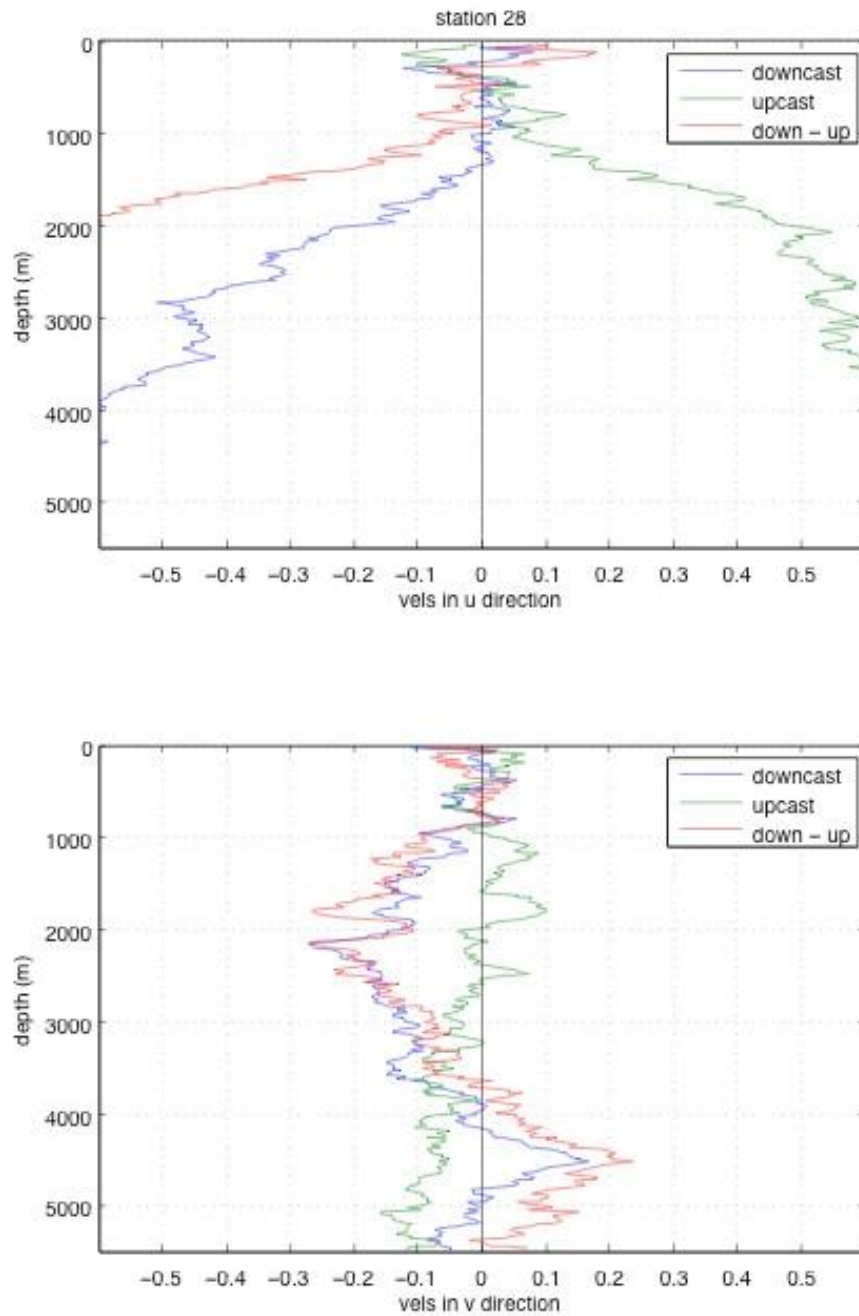 station 28
0
1000
2000
3000
4000
5000
depth (m)
downcast
upcast
down − up
−0.5 −0.4 −0.3 −0.2 −0.1 0 0.1 0.2 0.3 0.4 0.5
vels in u direction
0
1000
2000
3000
4000
5000
depth (m)
downcast
upcast
down − up
−0.5 −0.4 −0.3 −0.2 −0.1 0 0.1 0.2 0.3 0.4 0.5
vels in v direction